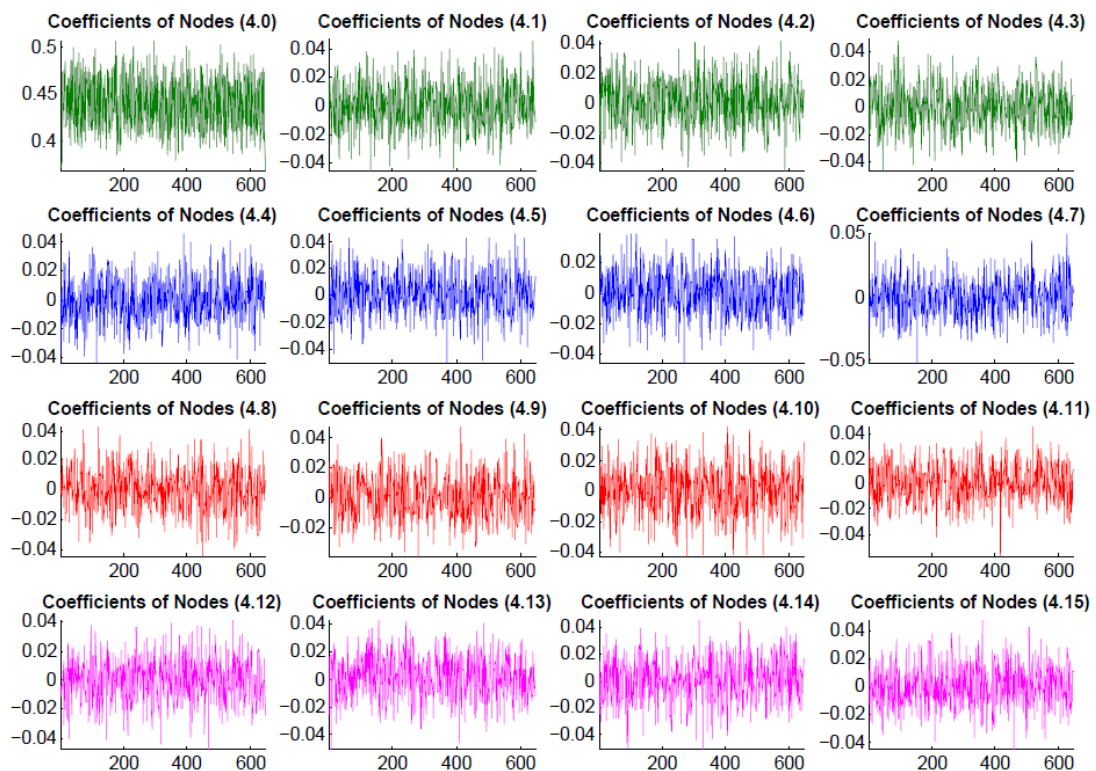 Coefficients of Nodes (4.0) Coefficients of Nodes (4.1) Coefficients of Nodes (4.2) Coefficients of Nodes (4.3)
0.5 0.04 0.04 0.04
0.02 0.02 0.02
0.45 0 0 0
−0.02 −0.02 −0.02
0.4
−0.04 −0.04 −0.04
200 400 600 200 400 600 200 400 600 200 400 600
Coefficients of Nodes (4.4) Coefficients of Nodes (4.5) Coefficients of Nodes (4.6) Coefficients of Nodes (4.7)
0.04 0.04 0.04 0.05
0.02 0.02 0.02
0 0 0 0
−0.02 −0.02 −0.02
−0.04 −0.04 −0.04 −0.05
200 400 600 200 400 600 200 400 600 200 400 600
Coefficients of Nodes (4.8) Coefficients of Nodes (4.9) Coefficients of Nodes (4.10) Coefficients of Nodes (4.11)
0.04 0.04 0.04 0.04
0.02 0.02 0.02 0.02
0 0 0 0
−0.02 −0.02 −0.02 −0.02
−0.04 −0.04 −0.04
200 400 600 200 400 600 200 400 600 200 400 600
Coefficients of Nodes (4.12) Coefficients of Nodes (4.13) Coefficients of Nodes (4.14) Coefficients of Nodes (4.15)
0.04 0.04 0.04 0.04
0.02 0.02 0.02 0.02
0 0 0 0
−0.02 −0.02 −0.02 −0.02
−0.04 −0.04 −0.04 −0.04
200 400 600 200 400 600 200 400 600 200 400 600